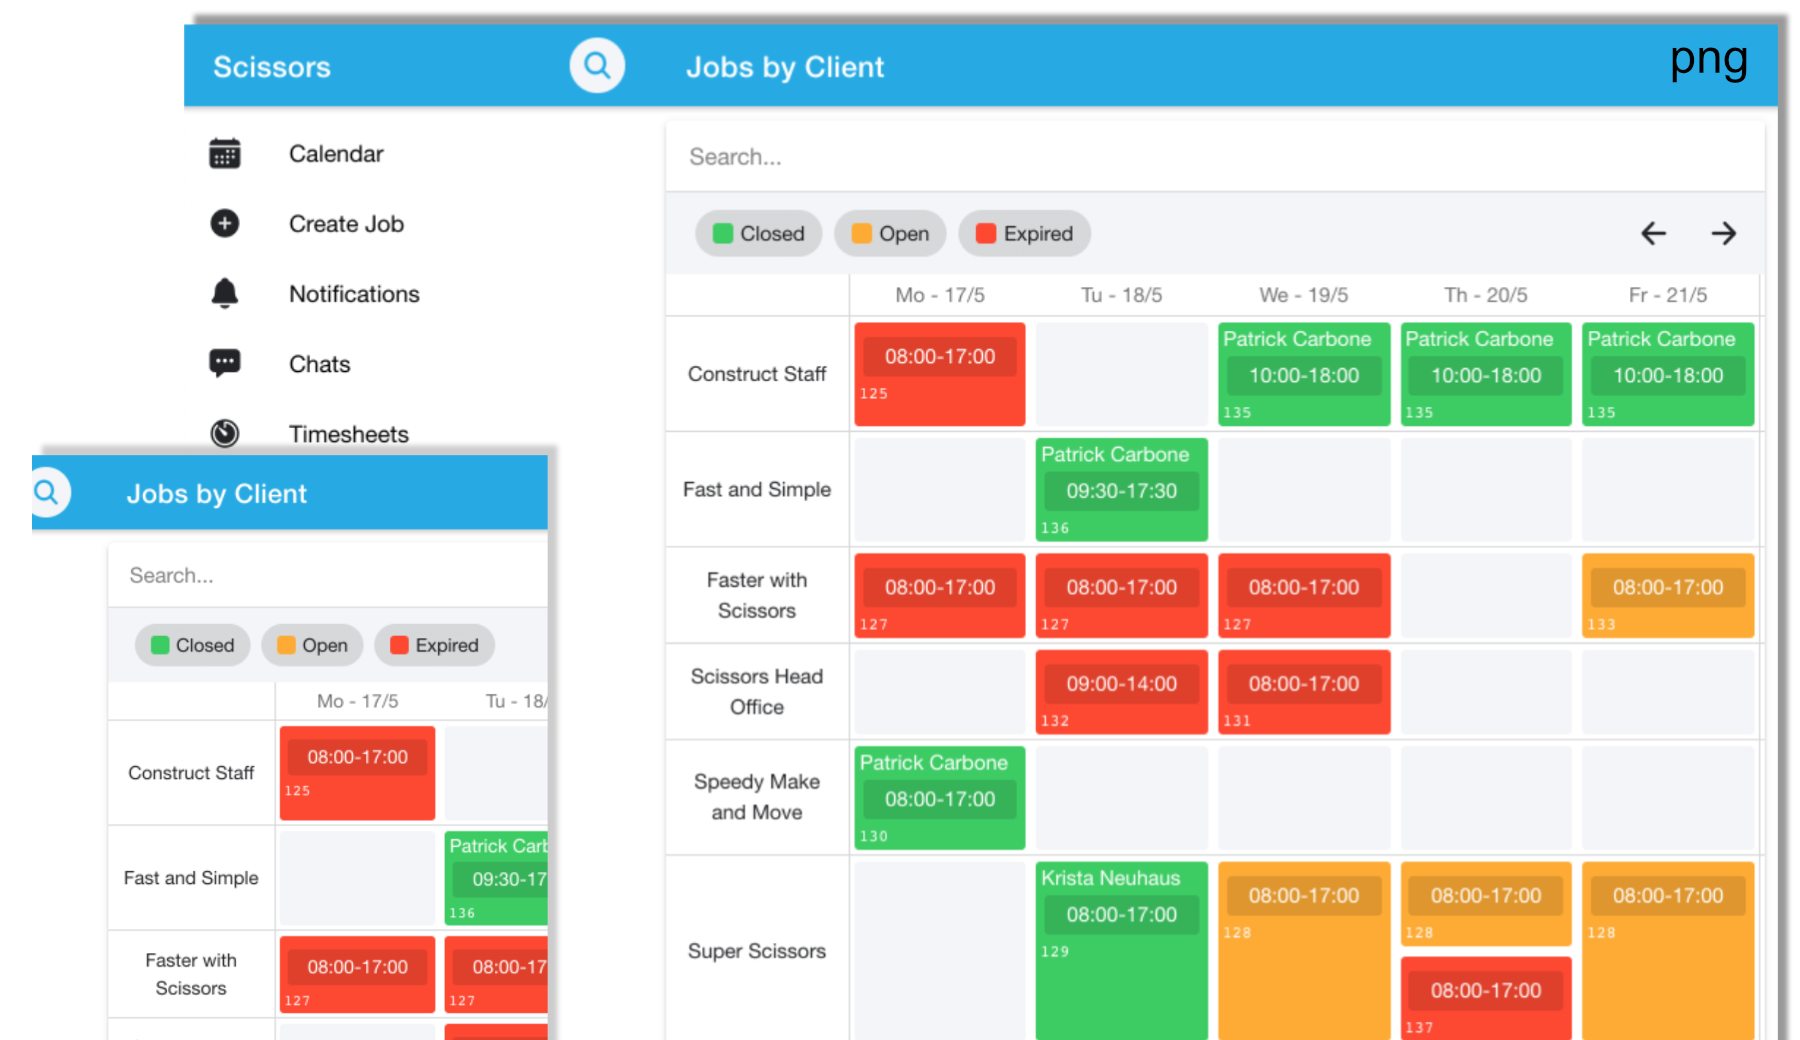 Scissors
Jobs by Client
png
Calendar
Create Job
Notifications
Chats
Timesheets
Search...
Closed
Open
Expired
Mo - 17/5
Tu - 18/5
We - 19/5
Th - 20/5
Fr - 21/5
Construct Staff
08:00-17:00
125
Patrick Carbone
10:00-18:00
135
Patrick Carbone
10:00-18:00
135
Patrick Carbone
10:00-18:00
135
Fast and Simple
Patrick Carbone
09:30-17:30
136
Faster with
Scissors
08:00-17:00
127
08:00-17:00
127
08:00-17:00
127
08:00-17:00
133
Scissors Head
Office
09:00-14:00
132
08:00-17:00
131
Speedy Make
and Move
Patrick Carbone
08:00-17:00
130
Super Scissors
Krista Neuhaus
08:00-17:00
129
08:00-17:00
128
08:00-17:00
128
08:00-17:00
137
08:00-17:00
128
Jobs by Client
Search...
Closed
Open
Expired
Mo - 17/5
Tu - 18/
Construct Staff
08:00-17:00
125
Fast and Simple
Patrick Carb
09:30-17
136
Faster with
Scissors
08:00-17:00
127
08:00-17
127